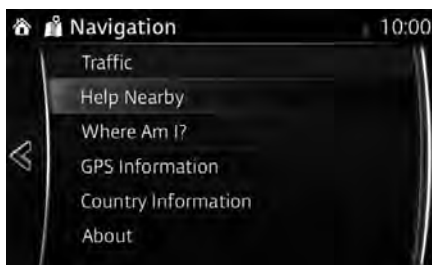 Navigation 10:00
Traffic
Help Nearby
Where Am I?
GPS Information
Country Information
About